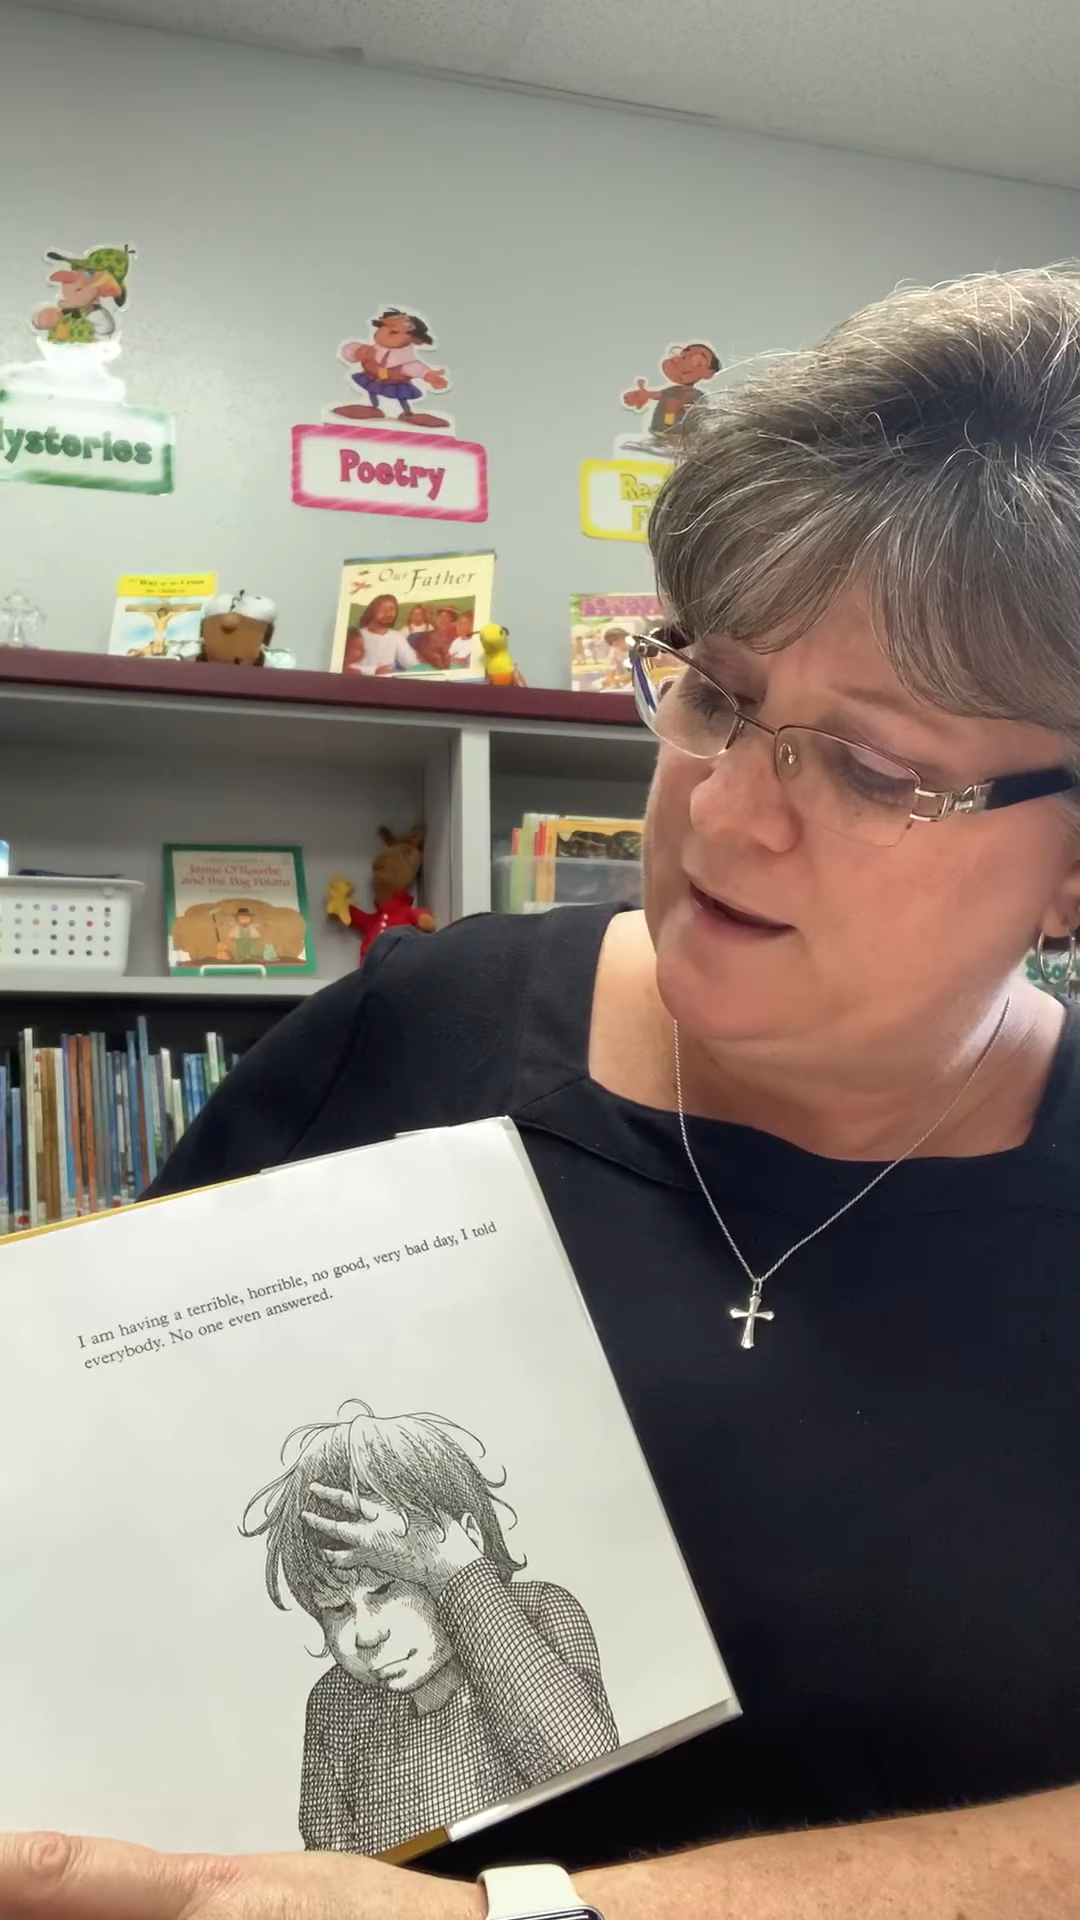 Mysteries
Poetry
Our Father
Jamie O'Rourke
and the Big Potato
I am having a terrible, horrible, no good, very bad day, I told
everybody. No one even answered.